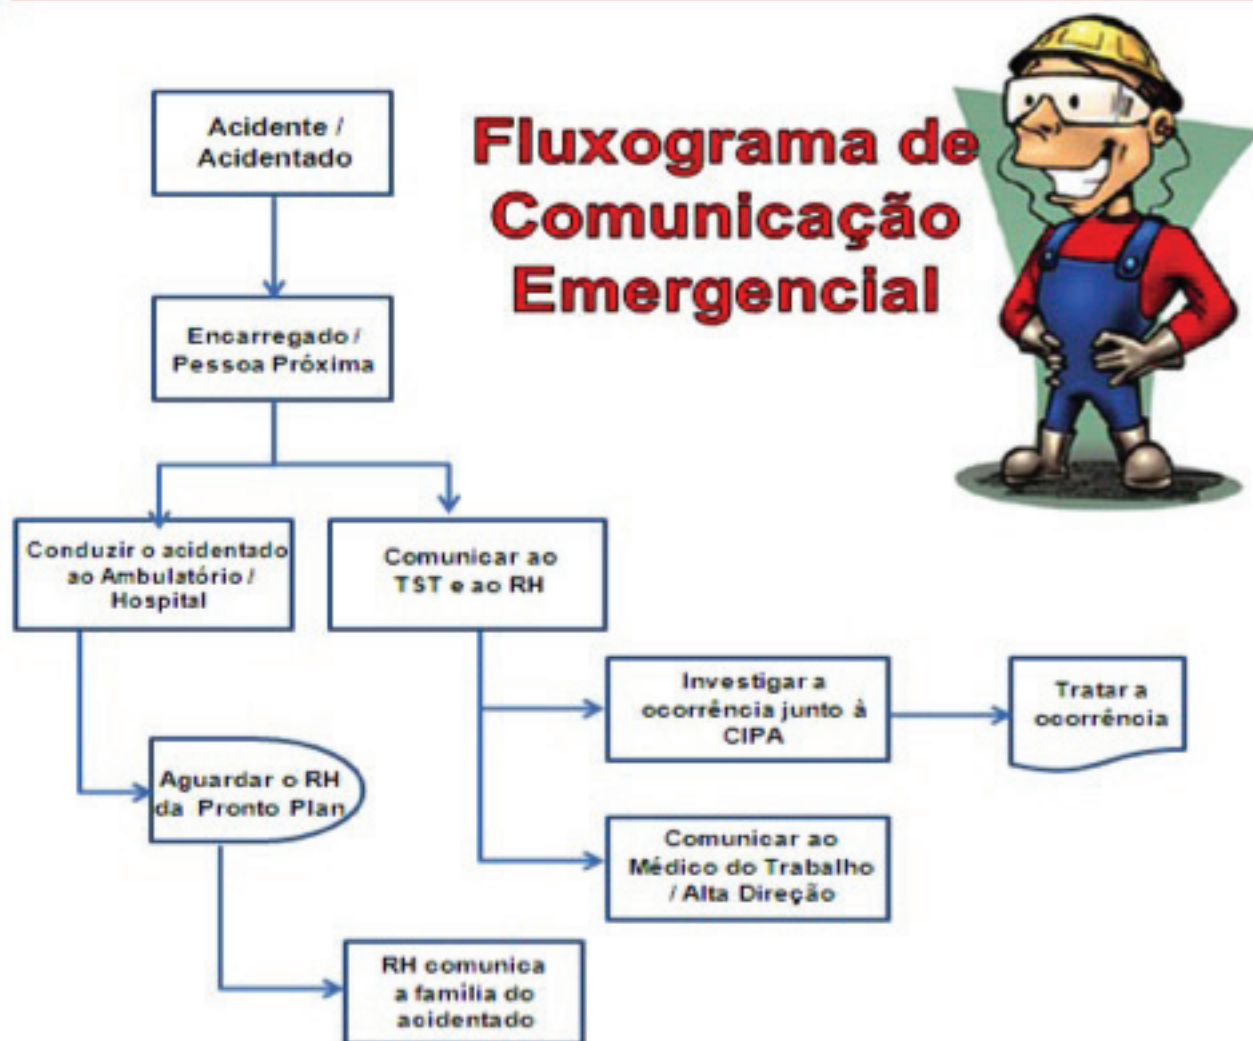 Acidente /
Acidentado
Fluxograma de
Comunicação
Emergencial
Encarregado /
Pessoa Próxima
Conduzir o acidentado
ao Ambulatório /
Hospital
Comunicar ao
TST e ao RH
Investigar a
ocorrência junto à
CIPA
Tratar a
ocorrência
Aguardar o RH
da Pronto Plan
Comunicar ao
Médico do Trabalho
/ Alta Direção
RH comunica
a família do
acidentado